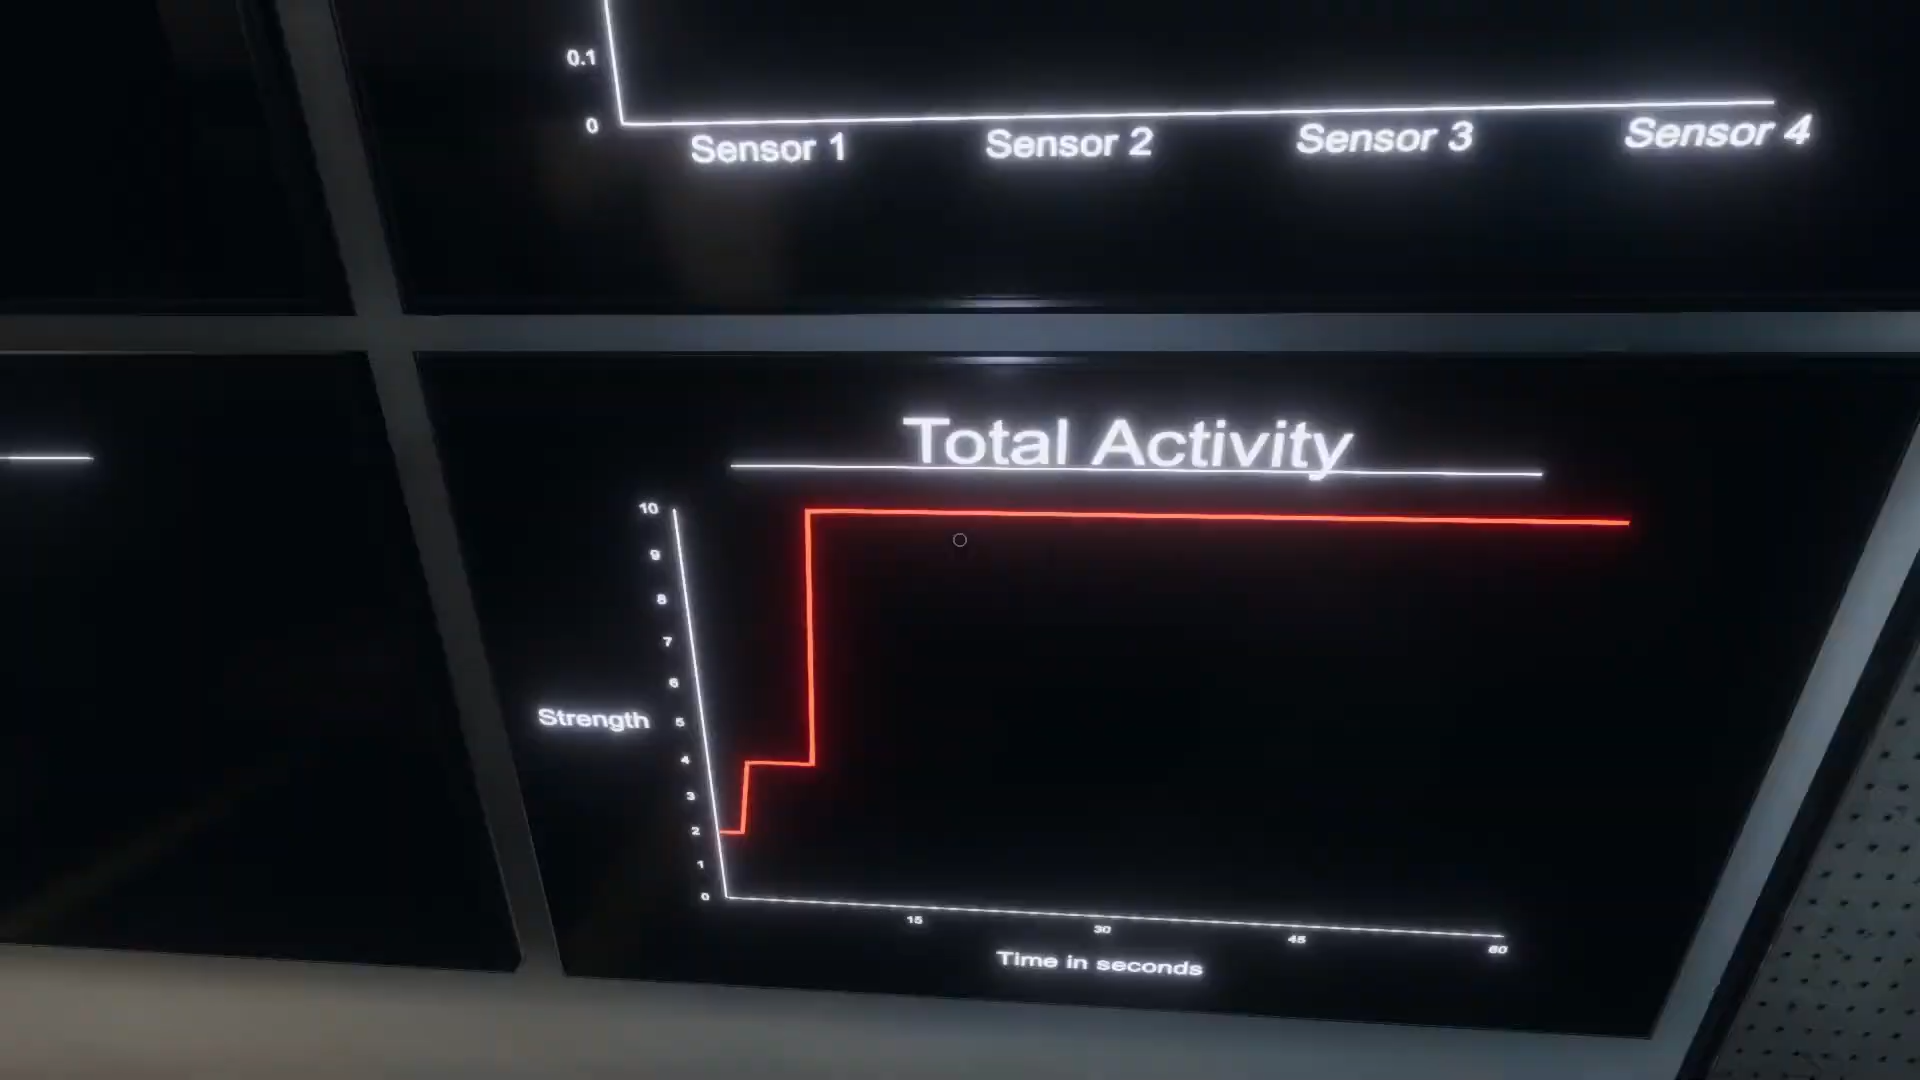 0.1
0
Sensor 1 Sensor 2 Sensor 3 Sensor 4
Total Activity
10
9
8
7
6
Strength 5
4
3
2
1
0
15 30 45 60
Time in seconds